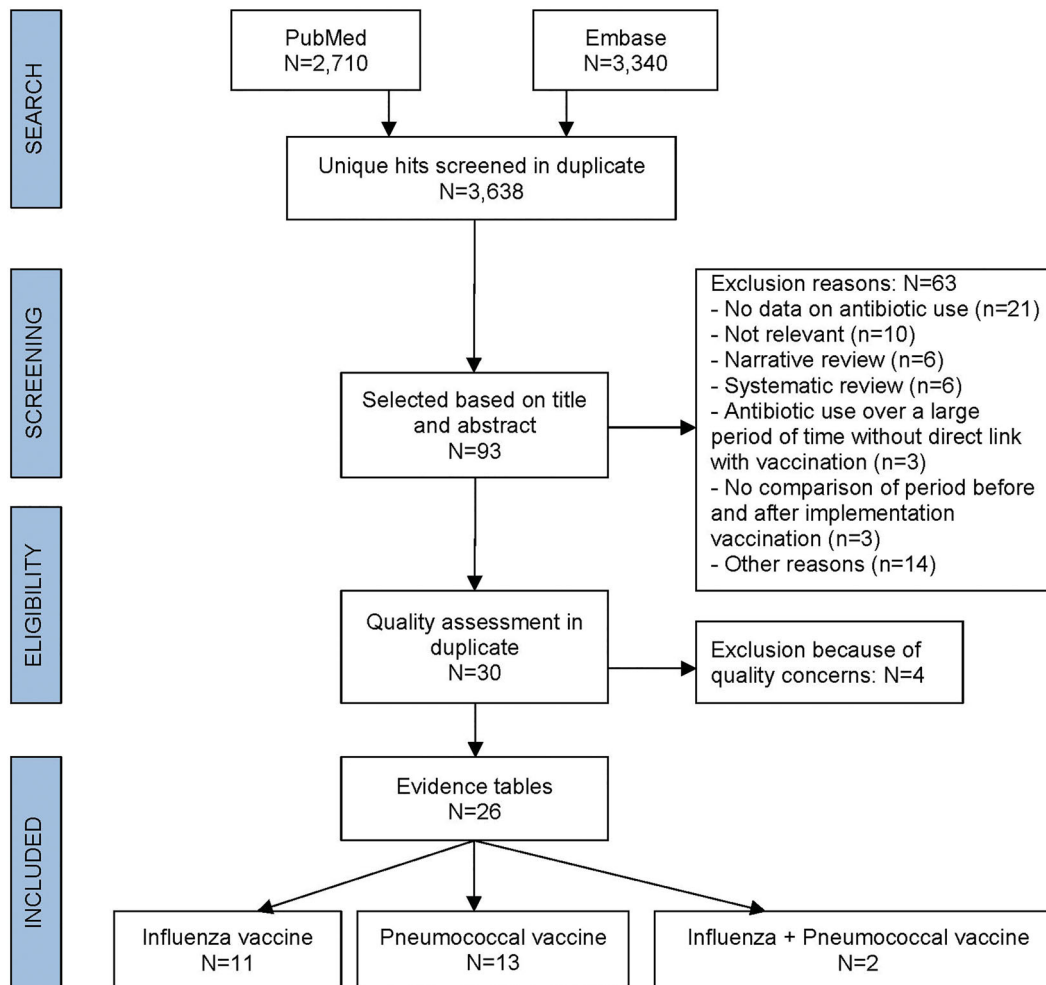 SEARCH
PubMed
N=2,710
Embase
N=3,340
Unique hits screened in duplicate
N=3,638
SCREENING
Selected based on title
and abstract
N=93
Exclusion reasons: N=63
- No data on antibiotic use (n=21)
- Not relevant (n=10)
- Narrative review (n=6)
- Systematic review (n=6)
- Antibiotic use over a large
period of time without direct link
with vaccination (n=3)
- No comparison of period before
and after implementation
vaccination (n=3)
- Other reasons (n=14)
ELIGIBILITY
Quality assessment in
duplicate
N=30
Exclusion because of
quality concerns: N=4
INCLUDED
Evidence tables
N=26
Influenza vaccine
N=11
Pneumococcal vaccine
N=13
Influenza + Pneumococcal vaccine
N=2